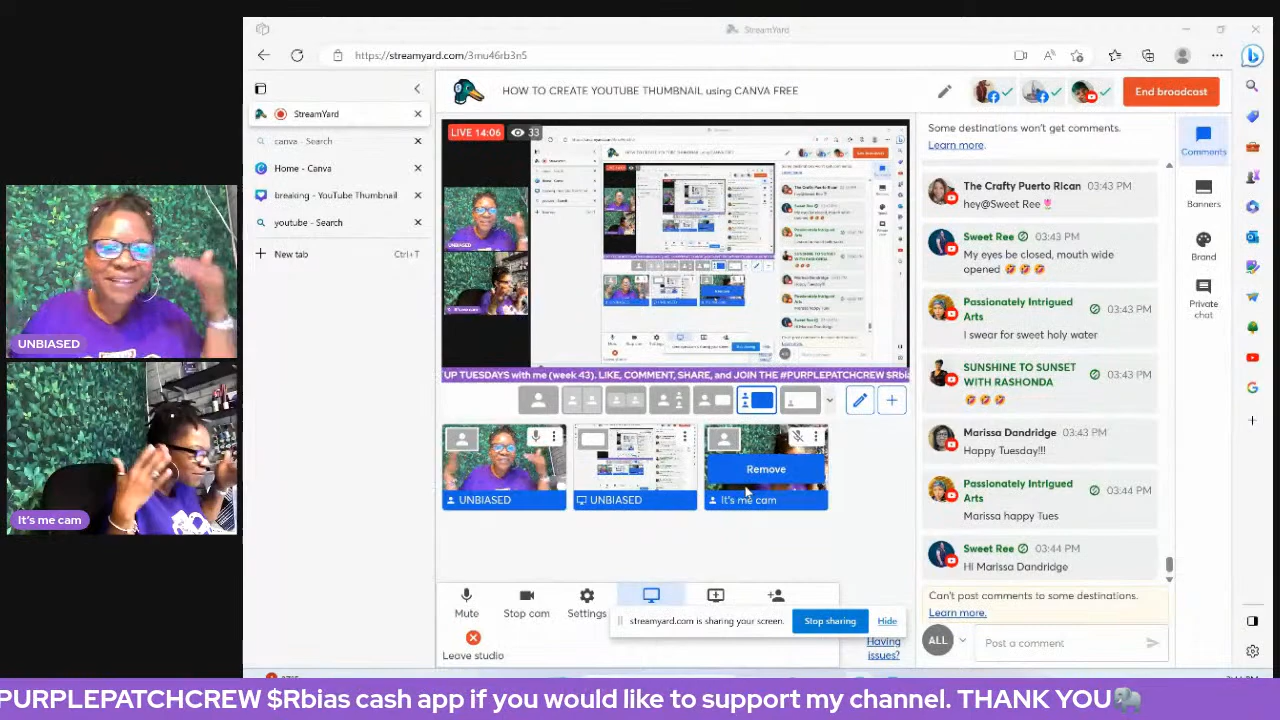 StreamYard
https://streamyard.com/3mu46rb3n5
StreamYard
canva - Search
Home - Canva
breaking - YouTube Thumbnail
youtube - Search
New tab
Ctrl+T
HOW TO CREATE YOUTUBE THUMBNAIL using CANVA FREE
End broadcast
LIVE 14:06
33
UNBIASED
It's me cam
UP TUESDAYS with me (week 43). LIKE, COMMENT, SHARE, and JOIN THE #PURPLEPATCHCREW $Rbias
UNBIASED
UNBIASED
Remove
It's me cam
Mute
Stop cam
Settings
streamyard.com is sharing your screen.
Stop sharing
Hide
Leave studio
Having
issues?
Some destinations won't get comments.
Learn more.
The Crafty Puerto Rican 03:43 PM
hey@Sweet Ree🌷
Sweet Ree 03:43 PM
My eyes be closed, mouth wide
opened 🤣🤣🤣
Passionately Intrigued
Arts 03:43 PM
I swear for sweet holy water
SUNSHINE TO SUNSET
WITH RASHONDA 03:43 PM
🤣🤣🤣🤣
Marissa Dandridge 03:43 PM
Happy Tuesday!!!
Passionately Intrigued
Arts 03:44 PM
Marissa happy Tues
Sweet Ree 03:44 PM
Hi Marissa Dandridge
Can't post comments to some destinations.
Learn more.
ALL
Post a comment
Comments
Banners
Brand
Private
chat
PURPLEPATCHCREW $Rbias cash app if you would like to support my channel. THANK YOU🐘